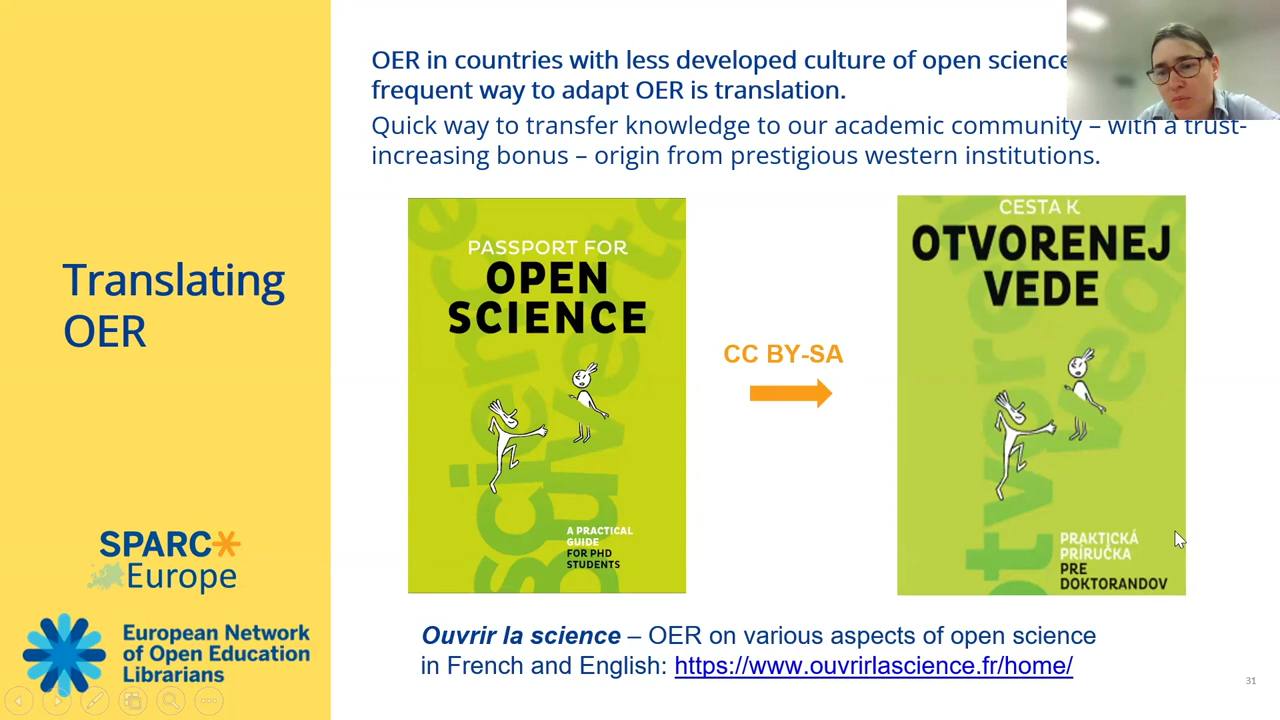 OER in countries with less developed culture of open science
frequent way to adapt OER is translation.
Quick way to transfer knowledge to our academic community – with a trust-
increasing bonus – origin from prestigious western institutions.
Translating
OER
PASSPORT FOR
OPEN
SCIENCE
A PRACTICAL
GUIDE
FOR PHD
STUDENTS
CC BY-SA
CESTA K
OTVORENEJ
VEDE
PRAKTICKÁ
PRÍRUČKA
PRE
DOKTORANDOV
SPARC
Europe
European Network
of Open Education
Librarians
Ouvrir la science – OER on various aspects of open science
in French and English: https://www.ouvrirlascience.fr/home/
31